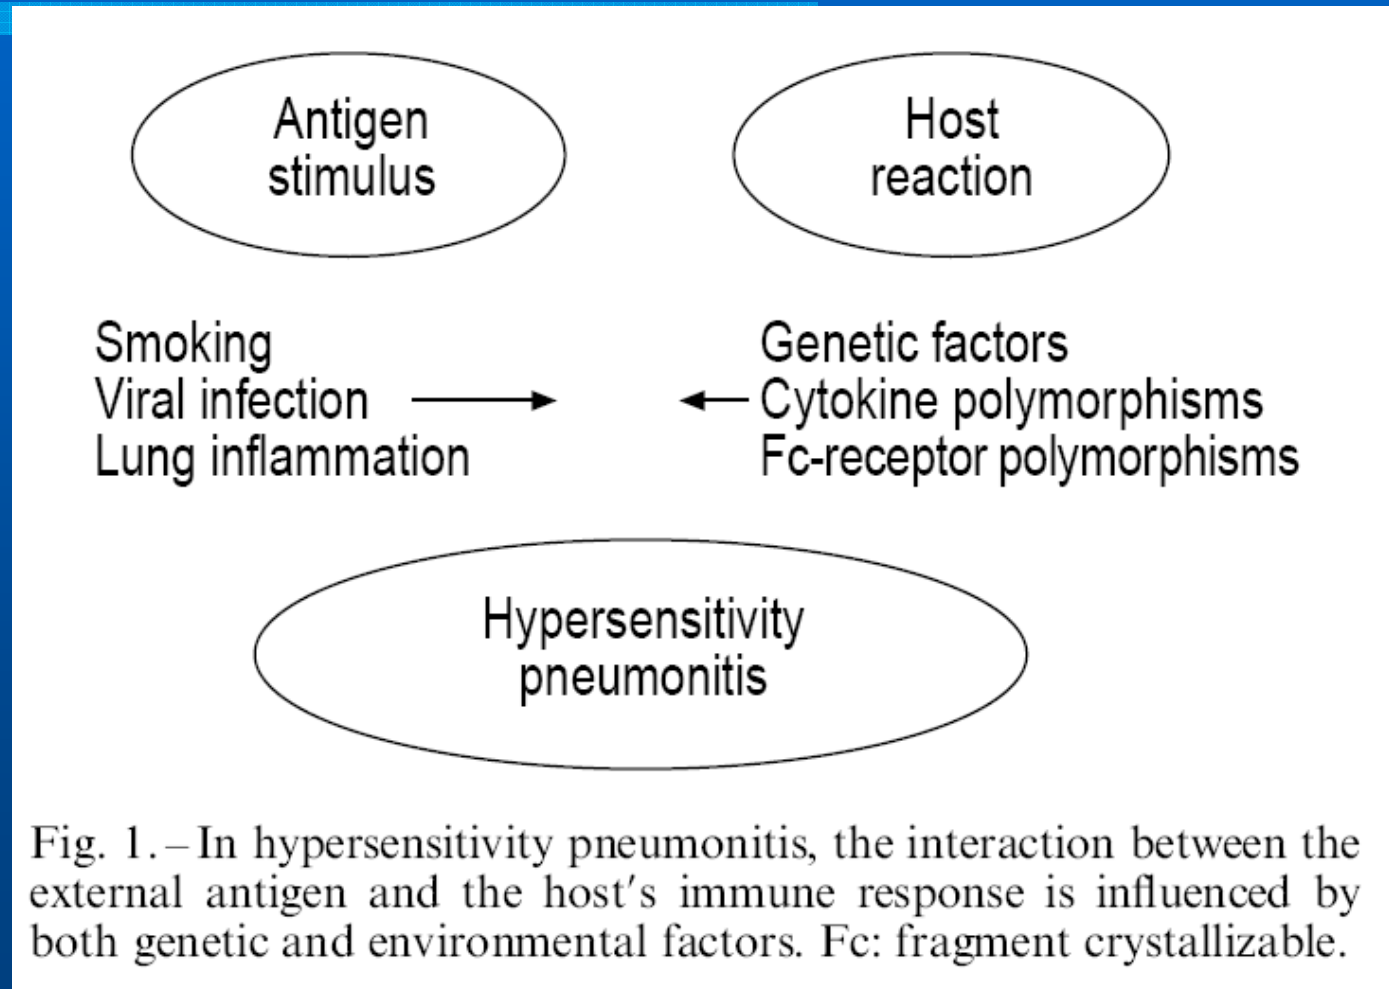 Antigen
stimulus
Host
reaction
Smoking
Viral infection
Lung inflammation
Genetic factors
Cytokine polymorphisms
Fc-receptor polymorphisms
Hypersensitivity
pneumonitis
Fig. 1. – In hypersensitivity pneumonitis, the interaction between the
external antigen and the host's immune response is influenced by
both genetic and environmental factors. Fc: fragment crystallizable.